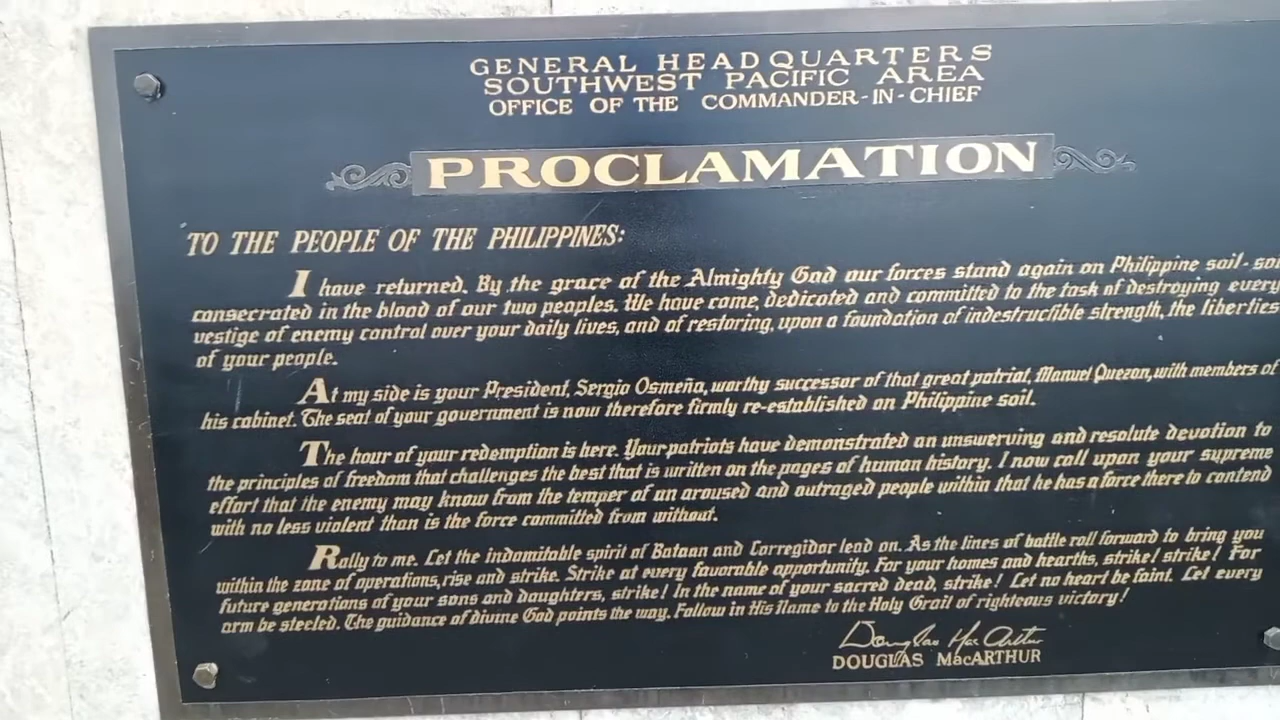 GENERAL HEADQUARTERS
SOUTHWEST PACIFIC AREA
OFFICE OF THE COMMANDER-IN-CHIEF
PROCLAMATION
TO THE PEOPLE OF THE PHILIPPINES:
I have returned. By the grace of the Almighty God our forces stand again on Philippine soil-soi
consecrated in the blood of our two peoples. We have come, dedicated and committed to the task of destroying every
vestige of enemy control over your daily lives, and of restoring, upon a foundation of indestructible strength, the liberties
of your people.
At my side is your President, Sergio Osmeña, worthy successor of that great patriot, Manuel Quezon, with members of
his cabinet. The seat of your government is now therefore firmly re-established on Philippine soil.
The hour of your redemption is here. Your patriots have demonstrated an unswerving and resolute devotion to
the principles of freedom that challenges the best that is written on the pages of human history. I now call upon your supreme
effort that the enemy may know from the temper of an aroused and outraged people within that he has a force there to contend
with no less violent than is the force committed from without.
Rally to me. Let the indomitable spirit of Bataan and Corregidor lead on. As the lines of battle roll forward to bring you
within the zone of operations, rise and strike. Strike at every favorable opportunity. For your homes and hearths, strike! strike! For
future generations of your sons and daughters, strike! In the name of your sacred dead, strike! Let no heart be faint. Let every
arm be steeled. The guidance of divine God points the way. Follow in His Name to the Holy Grail of righteous victory!
Douglas MacArthur
DOUGLAS MacARTHUR